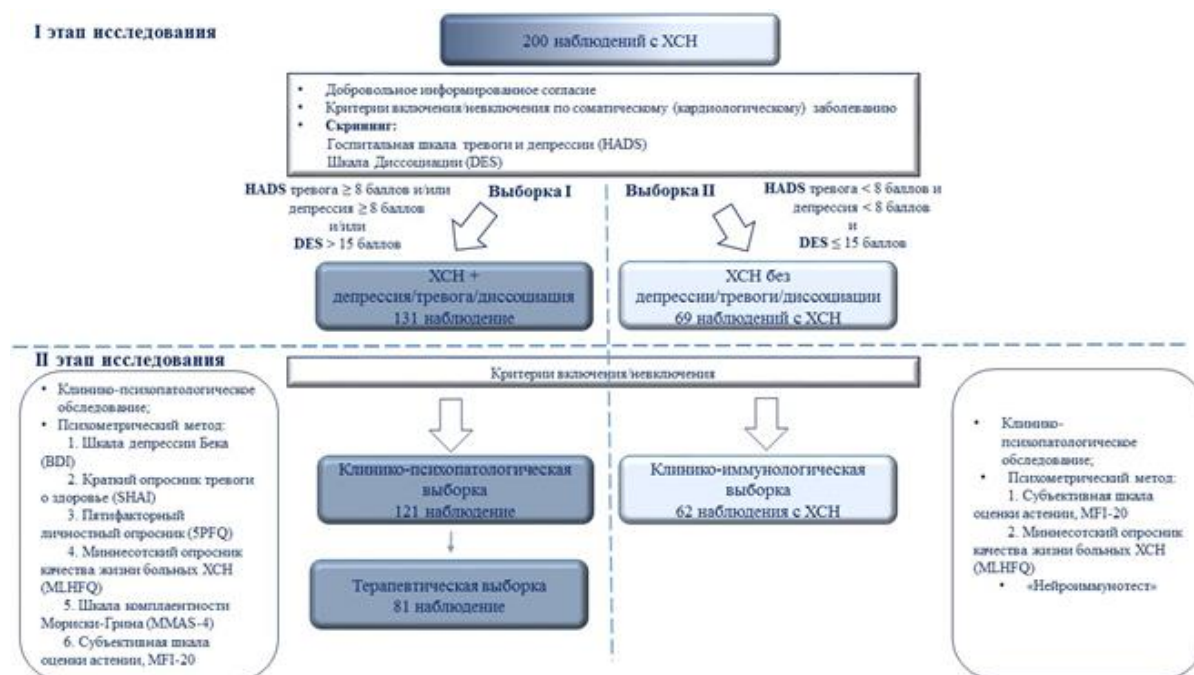 I этап исследования
200 наблюдений с ХСН
• Добровольное информированное согласие
• Критерии включения/невключения по соматическому (кардиологическому) заболеванию
• Скрининг:
Госпитальная шкала тревоги и депрессии (HADS)
Шкала Диссоциации (DES)
HADS тревога ≥ 8 баллов и/или
депрессия ≥ 8 баллов
и/или
DES > 15 баллов
Выборка I
Выборка II
HADS тревога < 8 баллов и
депрессия < 8 баллов
и
DES ≤ 15 баллов
ХСН +
депрессия/тревога/диссоциация
131 наблюдение
ХСН без
депрессии/тревоги/диссоциации
69 наблюдений с ХСН
II этап исследования
Критерии включения/невключения
• Клинико-психопатологическое
обследование;
• Психометрический метод:
1. Шкала депрессии Бека
(BDI)
2. Краткий опросник тревоги
о здоровье (SHAI)
3. Пятифакторный
личностный опросник (5PFQ)
4. Миннесотский опросник
качества жизни больных ХСН
(MLHFQ)
5. Шкала комплаентности
Мориски-Грина (MMAS-4)
6. Субъективная шкала
оценки астении, MFI-20
Клинико-психопатологическая
выборка
121 наблюдение
Терапевтическая выборка
81 наблюдение
Клинико-иммунологическая
выборка
62 наблюдения с ХСН
• Клинико-
психопатологическое
обследование;
• Психометрический метод:
1. Субъективная шкала
оценки астении, MFI-20
2. Миннесотский опросник
качества жизни больных ХСН
(MLHFQ)
• «Нейроиммунотест»